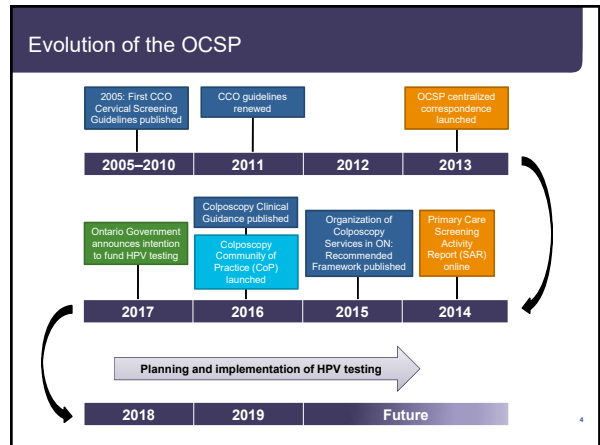 Evolution of the OCSP
2005: First CCO
Cervical Screening
Guidelines published
CCO guidelines
renewed
OCSP centralized
correspondence
launched
2005–2010
2011
2012
2013
Ontario Government
announces intention
to fund HPV testing
Colposcopy Clinical
Guidance published
Colposcopy
Community of
Practice (CoP)
launched
Organization of
Colposcopy
Services in ON:
Recommended
Framework published
Primary Care
Screening
Activity
Report (SAR)
online
2017
2016
2015
2014
Planning and implementation of HPV testing
2018
2019
Future
4